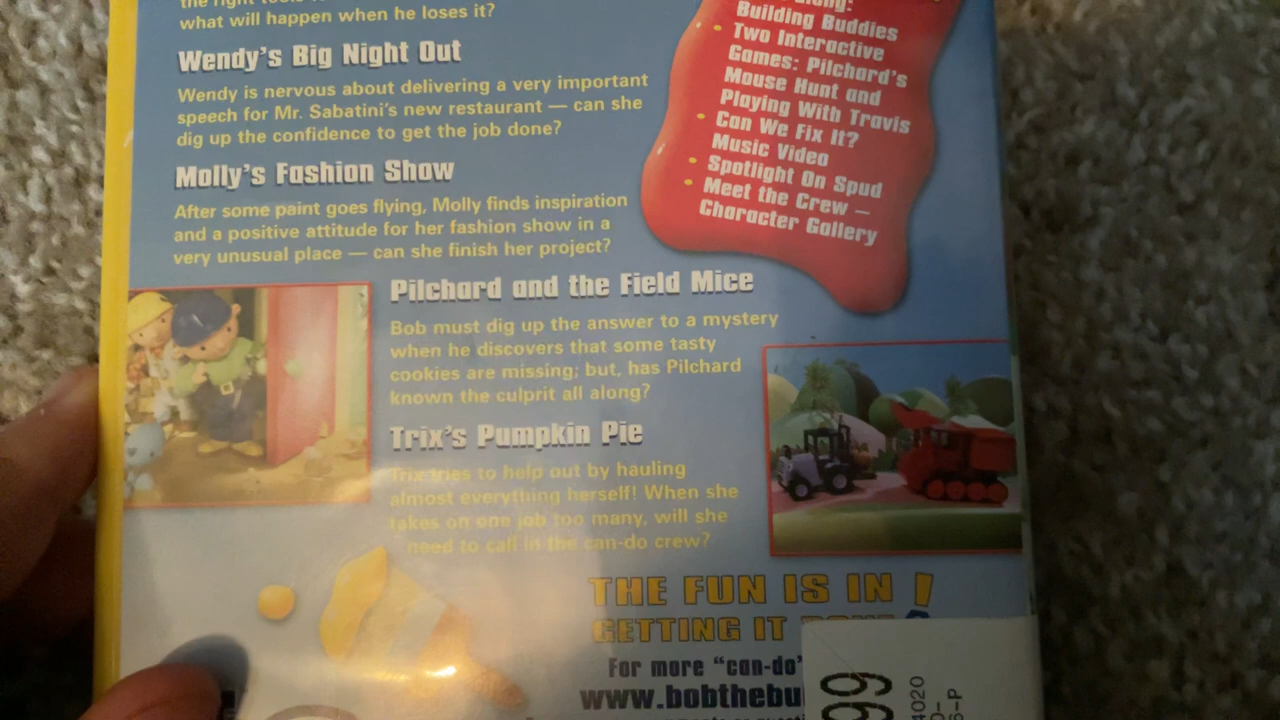 what will happen when he loses it?
Wendy's Big Night Out
Wendy is nervous about delivering a very important
speech for Mr. Sabatini's new restaurant — can she
dig up the confidence to get the job done?
Molly's Fashion Show
After some paint goes flying, Molly finds inspiration
and a positive attitude for her fashion show in a
very unusual place — can she finish her project?
Pilchard and the Field Mice
Bob must dig up the answer to a mystery
when he discovers that some tasty
cookies are missing; but, has Pilchard
known the culprit all along?
Trix's Pumpkin Pie
Trix tries to help out by hauling
almost everything herself! When she
takes on one job too many, will she
need to call in the can-do crew?
Building Buddies
• Two Interactive
Games: Pilchard's
Mouse Hunt and
Playing With Travis
• Can We Fix It?
Music Video
• Spotlight On Spud
• Meet the Crew –
Character Gallery
THE FUN IS IN
GETTING IT
For more "can-do"
www.bobthebu
99
4020
6-P